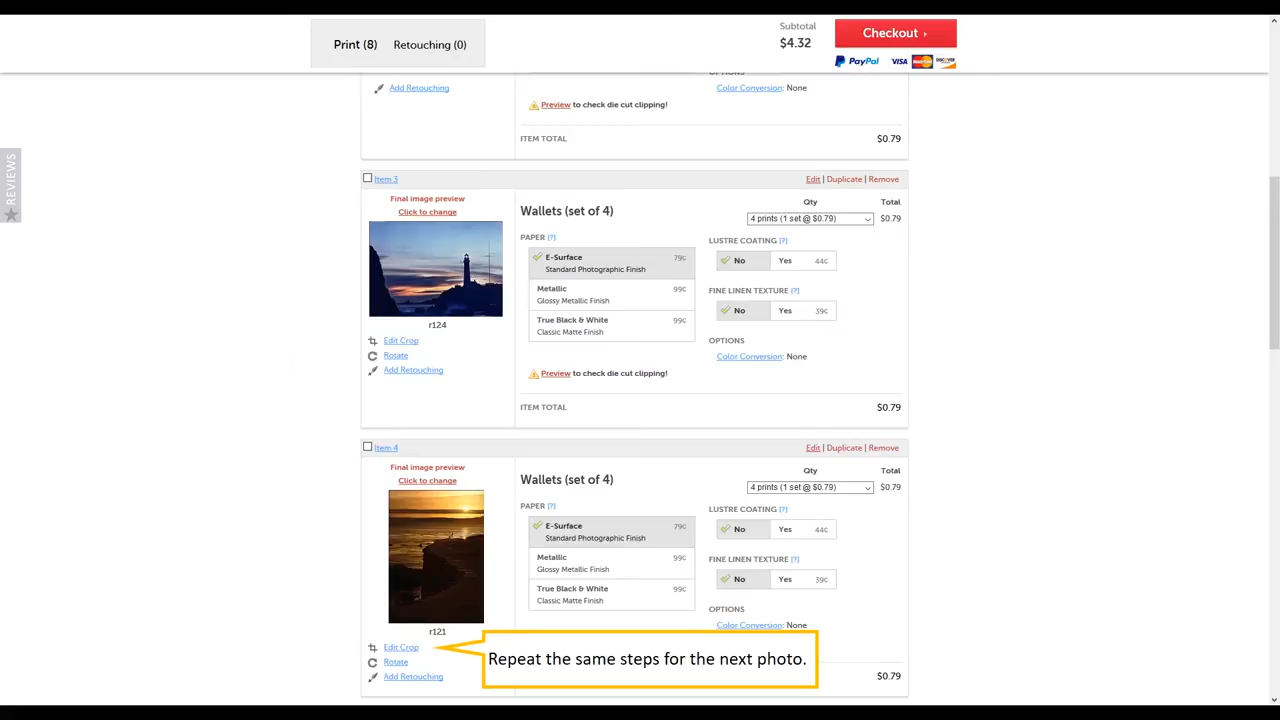 Print (8)
Retouching (0)
Subtotal
$4.32
Checkout
PayPal VISA MasterCard DISCOVER
REVIEWS
OPTIONS
Add Retouching
Color Conversion: None
Preview to check die cut clipping!
ITEM TOTAL
$0.79
Item 3
Edit | Duplicate | Remove
Final image preview
Click to change
r124
Edit Crop
Rotate
Add Retouching
Wallets (set of 4)
Qty
Total
4 prints (1 set @ $0.79)
$0.79
PAPER [?]
E-Surface 79¢
Standard Photographic Finish
Metallic 99¢
Glossy Metallic Finish
True Black & White 99¢
Classic Matte Finish
LUSTRE COATING [?]
No Yes 44¢
FINE LINEN TEXTURE [?]
No Yes 39¢
OPTIONS
Color Conversion: None
Preview to check die cut clipping!
ITEM TOTAL
$0.79
Item 4
Edit | Duplicate | Remove
Final image preview
Click to change
r121
Edit Crop
Rotate
Add Retouching
Wallets (set of 4)
Qty
Total
4 prints (1 set @ $0.79)
$0.79
PAPER [?]
E-Surface 79¢
Standard Photographic Finish
Metallic 99¢
Glossy Metallic Finish
True Black & White 99¢
Classic Matte Finish
LUSTRE COATING [?]
No Yes 44¢
FINE LINEN TEXTURE [?]
No Yes 39¢
OPTIONS
Color Conversion: None
Repeat the same steps for the next photo.
$0.79